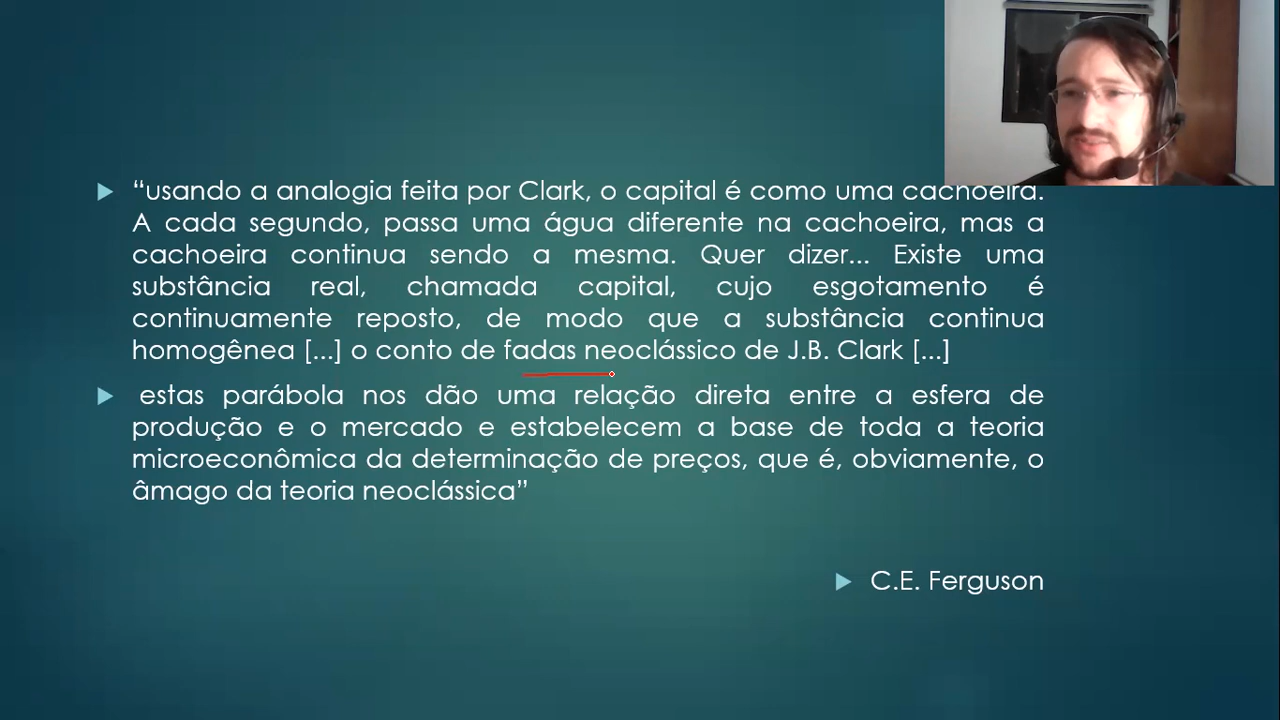 “usando a analogia feita por Clark, o capital é como uma cachoeira.
A cada segundo, passa uma água diferente na cachoeira, mas a
cachoeira continua sendo a mesma. Quer dizer... Existe uma
substância real, chamada capital, cujo esgotamento é
continuamente reposto, de modo que a substância continua
homogênea [...] o conto de fadas neoclássico de J.B. Clark [...]
estas parábola nos dão uma relação direta entre a esfera de
produção e o mercado e estabelecem a base de toda a teoria
microeconômica da determinação de preços, que é, obviamente, o
âmago da teoria neoclássica”
C.E. Ferguson